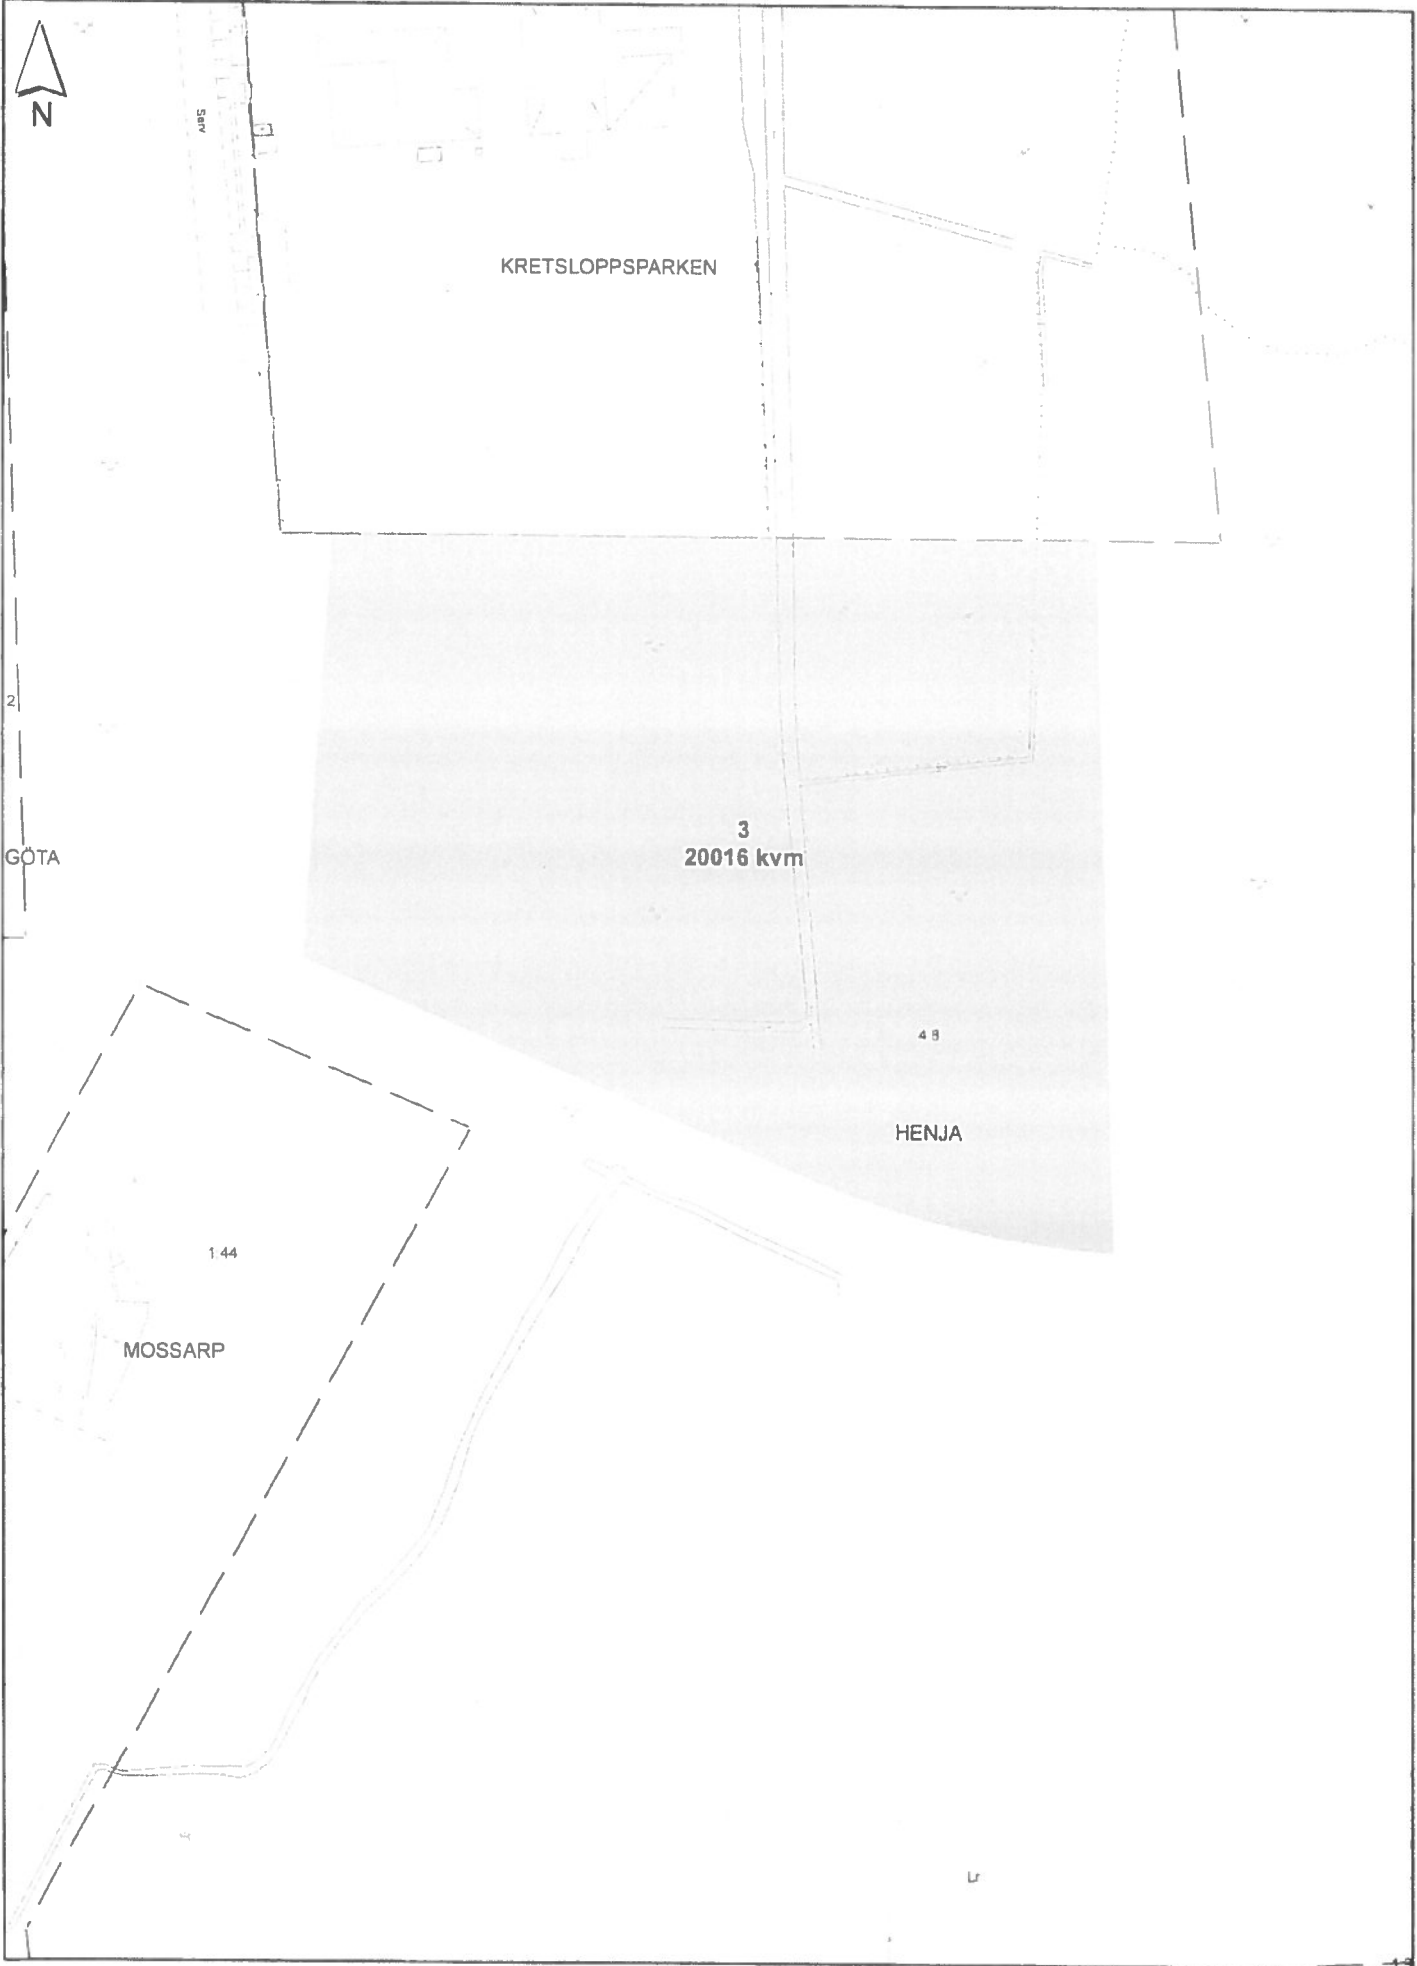 N
Serv
KRETSLOPPSPARKEN
2
3
20016 kvm
GÖTA
4:8
HENJA
1:44
MOSSARP
Lr